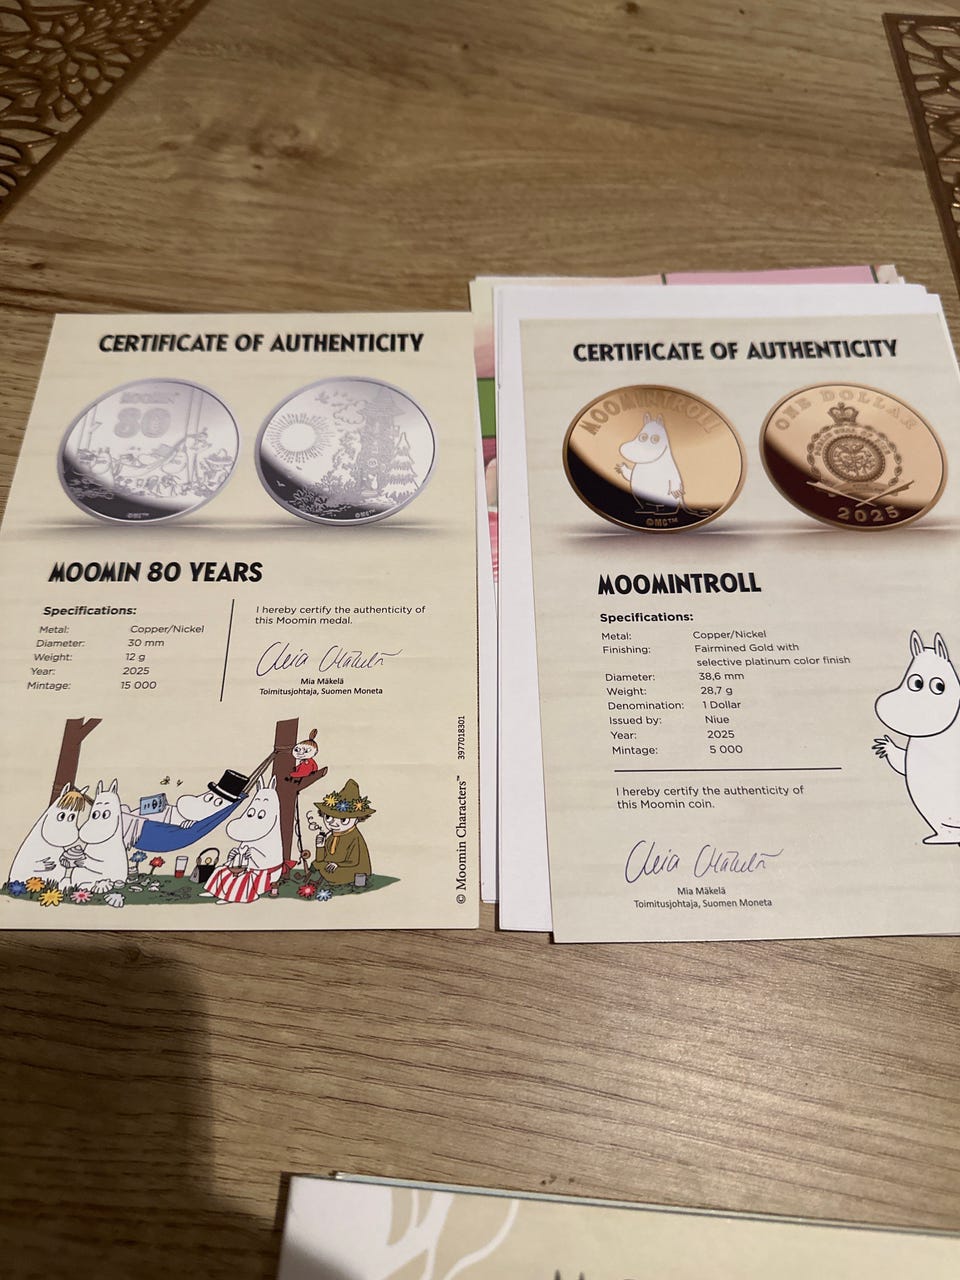 CERTIFICATE OF AUTHENTICITY
MOOMIN
80
©MC™
©MC™
MOOMIN 80 YEARS
Specifications:
Metal: Copper/Nickel
Diameter: 30 mm
Weight: 12 g
Year: 2025
Mintage: 15 000
I hereby certify the authenticity of
this Moomin medal.
Mia Mäkelä
Toimitusjohtaja, Suomen Moneta
© Moomin Characters™ 3977018301
CERTIFICATE OF AUTHENTICITY
MOOMINTROLL
©MC™
ONE DOLLAR
2025
MOOMINTROLL
Specifications:
Metal: Copper/Nickel
Finishing: Fairmined Gold with
selective platinum color finish
Diameter: 38,6 mm
Weight: 28,7 g
Denomination: 1 Dollar
Issued by: Niue
Year: 2025
Mintage: 5 000
I hereby certify the authenticity of
this Moomin coin.
Mia Mäkelä
Toimitusjohtaja, Suomen Moneta